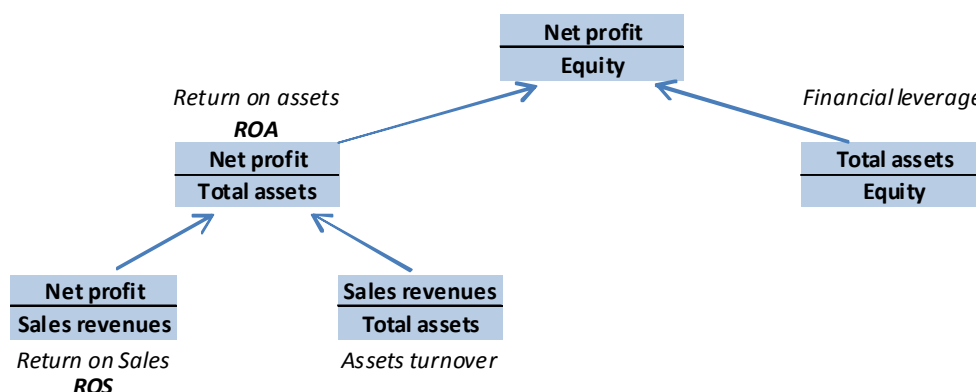 Net profit
Equity
Return on assets
ROA
Financial leverage
Net profit
Total assets
Total assets
Equity
Net profit
Sales revenues
Sales revenues
Total assets
Return on Sales
ROS
Assets turnover